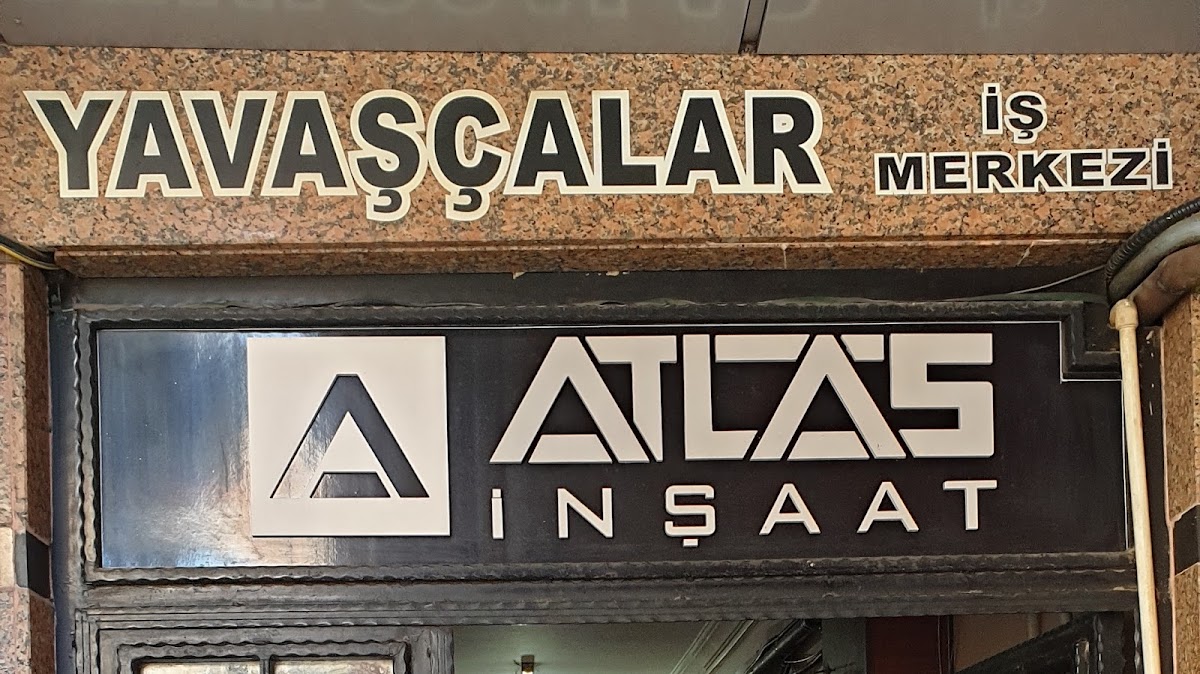 YAVAŞÇALAR İŞ MERKEZİ
A ATLAS
İNŞAAT